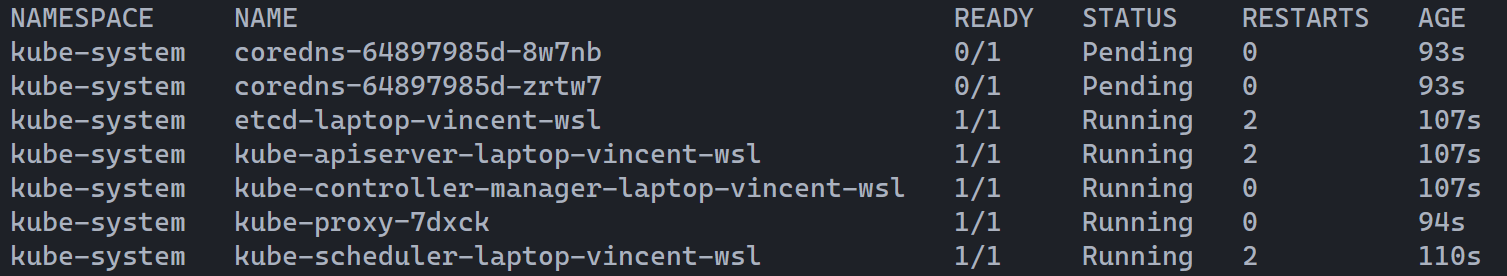 NAMESPACE     NAME                                         READY   STATUS    RESTARTS   AGE
kube-system   coredns-64897985d-8w7nb                      0/1     Pending   0          93s
kube-system   coredns-64897985d-zrtw7                      0/1     Pending   0          93s
kube-system   etcd-laptop-vincent-wsl                      1/1     Running   2          107s
kube-system   kube-apiserver-laptop-vincent-wsl            1/1     Running   2          107s
kube-system   kube-controller-manager-laptop-vincent-wsl   1/1     Running   0          107s
kube-system   kube-proxy-7dxck                             1/1     Running   0          94s
kube-system   kube-scheduler-laptop-vincent-wsl            1/1     Running   2          110s